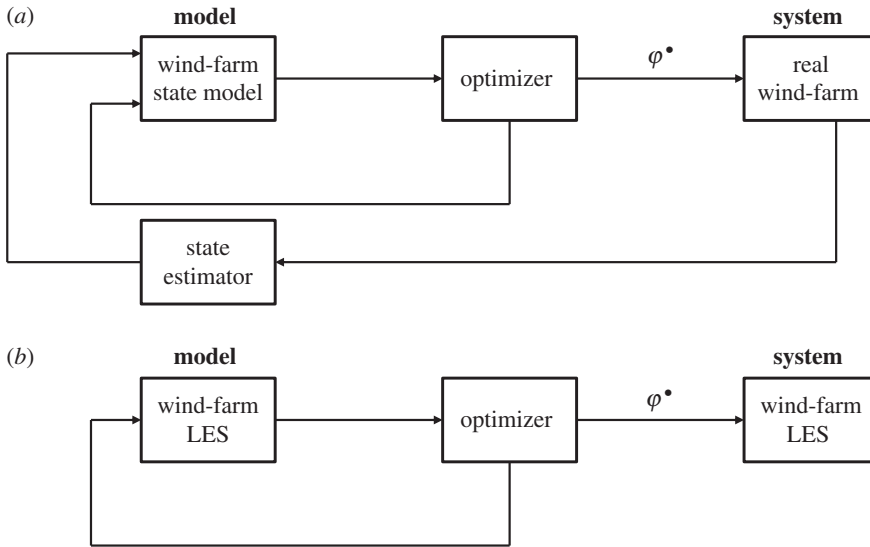 (a)
model
system
wind-farm
state model
optimizer
φ•
real
wind-farm
state
estimator
(b)
model
system
wind-farm
LES
optimizer
φ•
wind-farm
LES